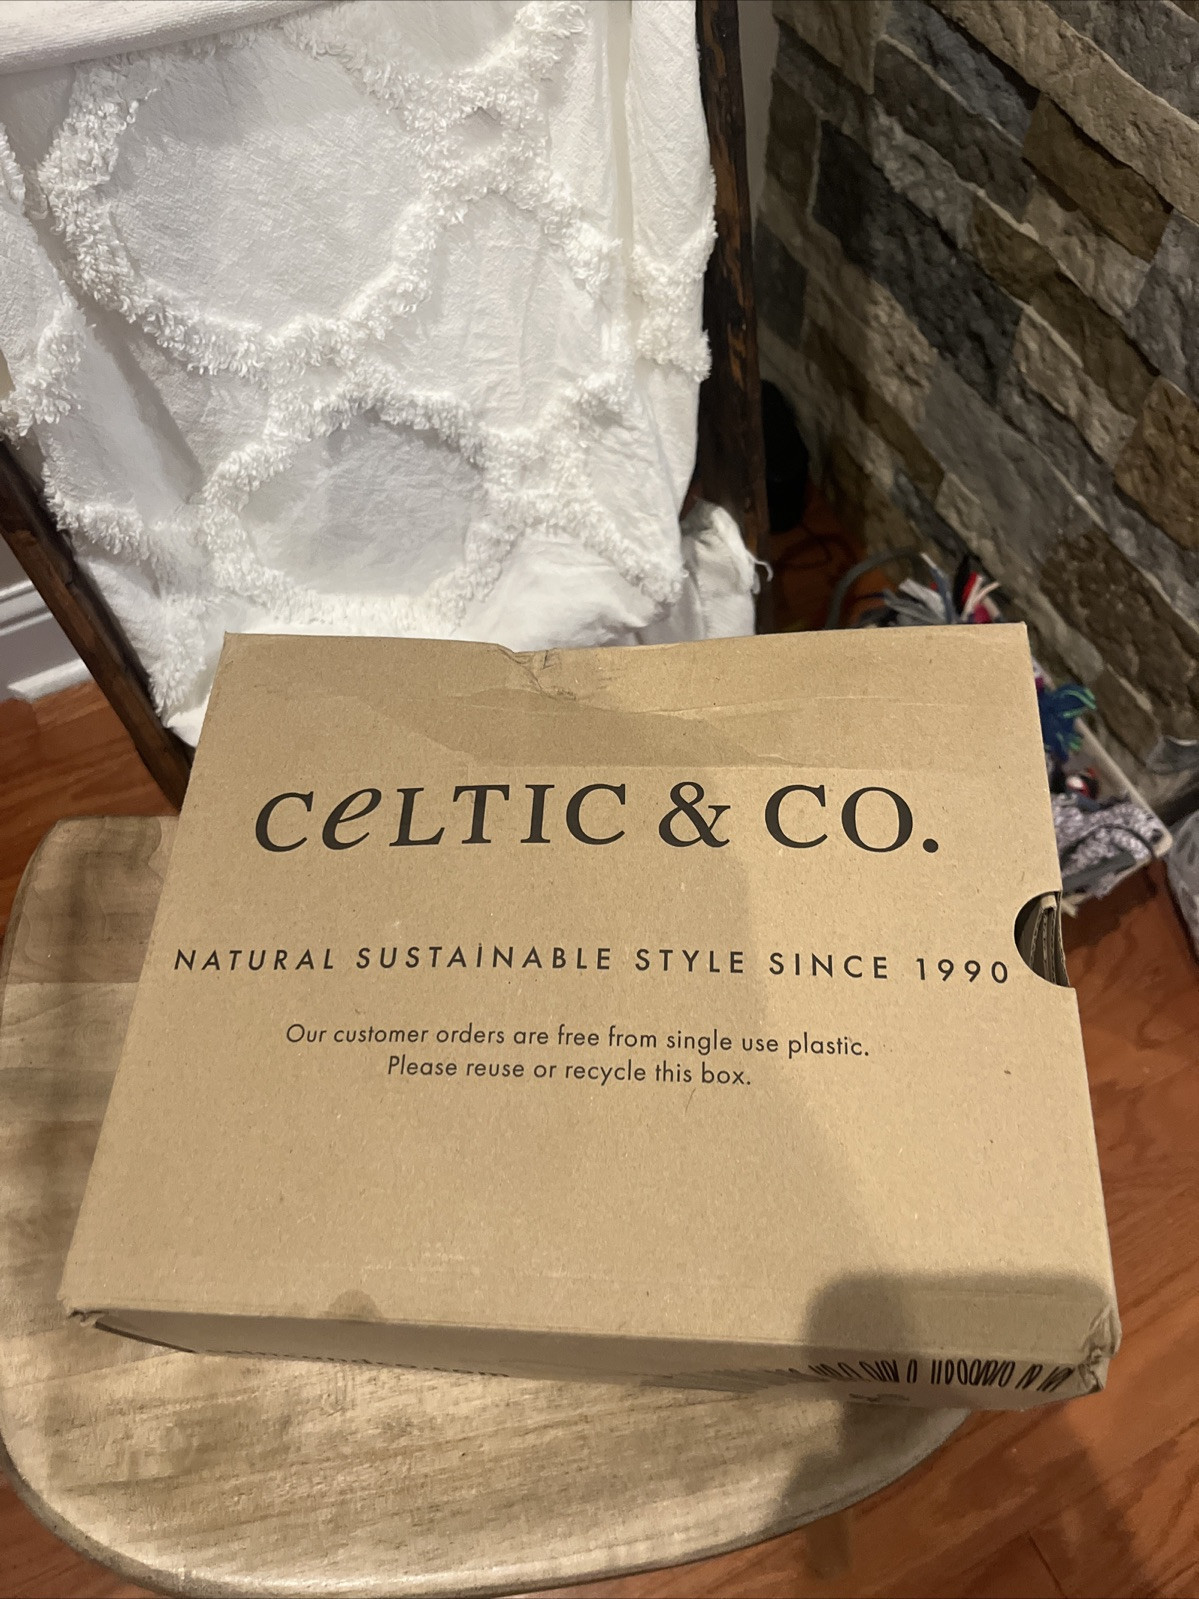 CeLTIC & CO.
NATURAL SUSTAINABLE STYLE SINCE 1990
Our customer orders are free from single use plastic.
Please reuse or recycle this box.